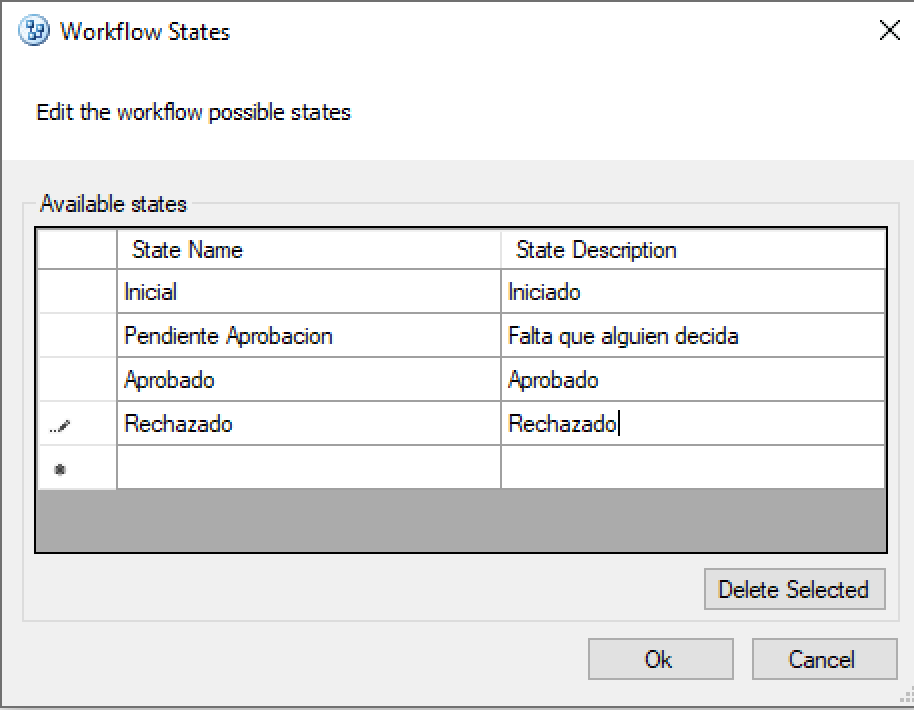 Workflow States
Edit the workflow possible states
Available states
State Name State Description
Inicial Iniciado
Pendiente Aprobacion Falta que alguien decida
Aprobado Aprobado
Rechazado Rechazado
Delete Selected
Ok Cancel